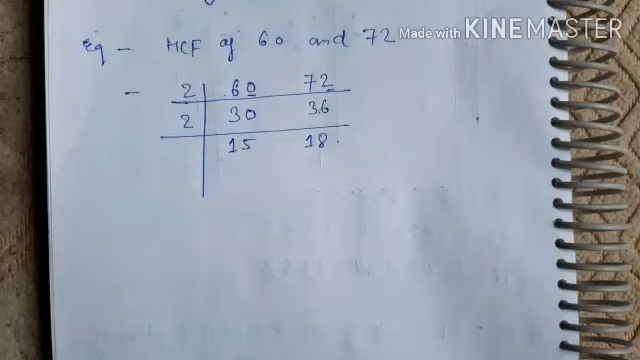 Made with KINEMASTER
eg - HCF of 60 and 72
- 2 60 72
2 30 36
15 18